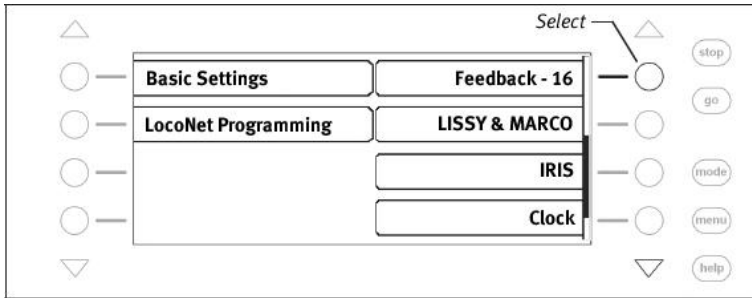 Select
stop
Basic Settings
Feedback - 16
go
LocoNet Programming
LISSY & MARCO
IRIS
mode
Clock
menu
help